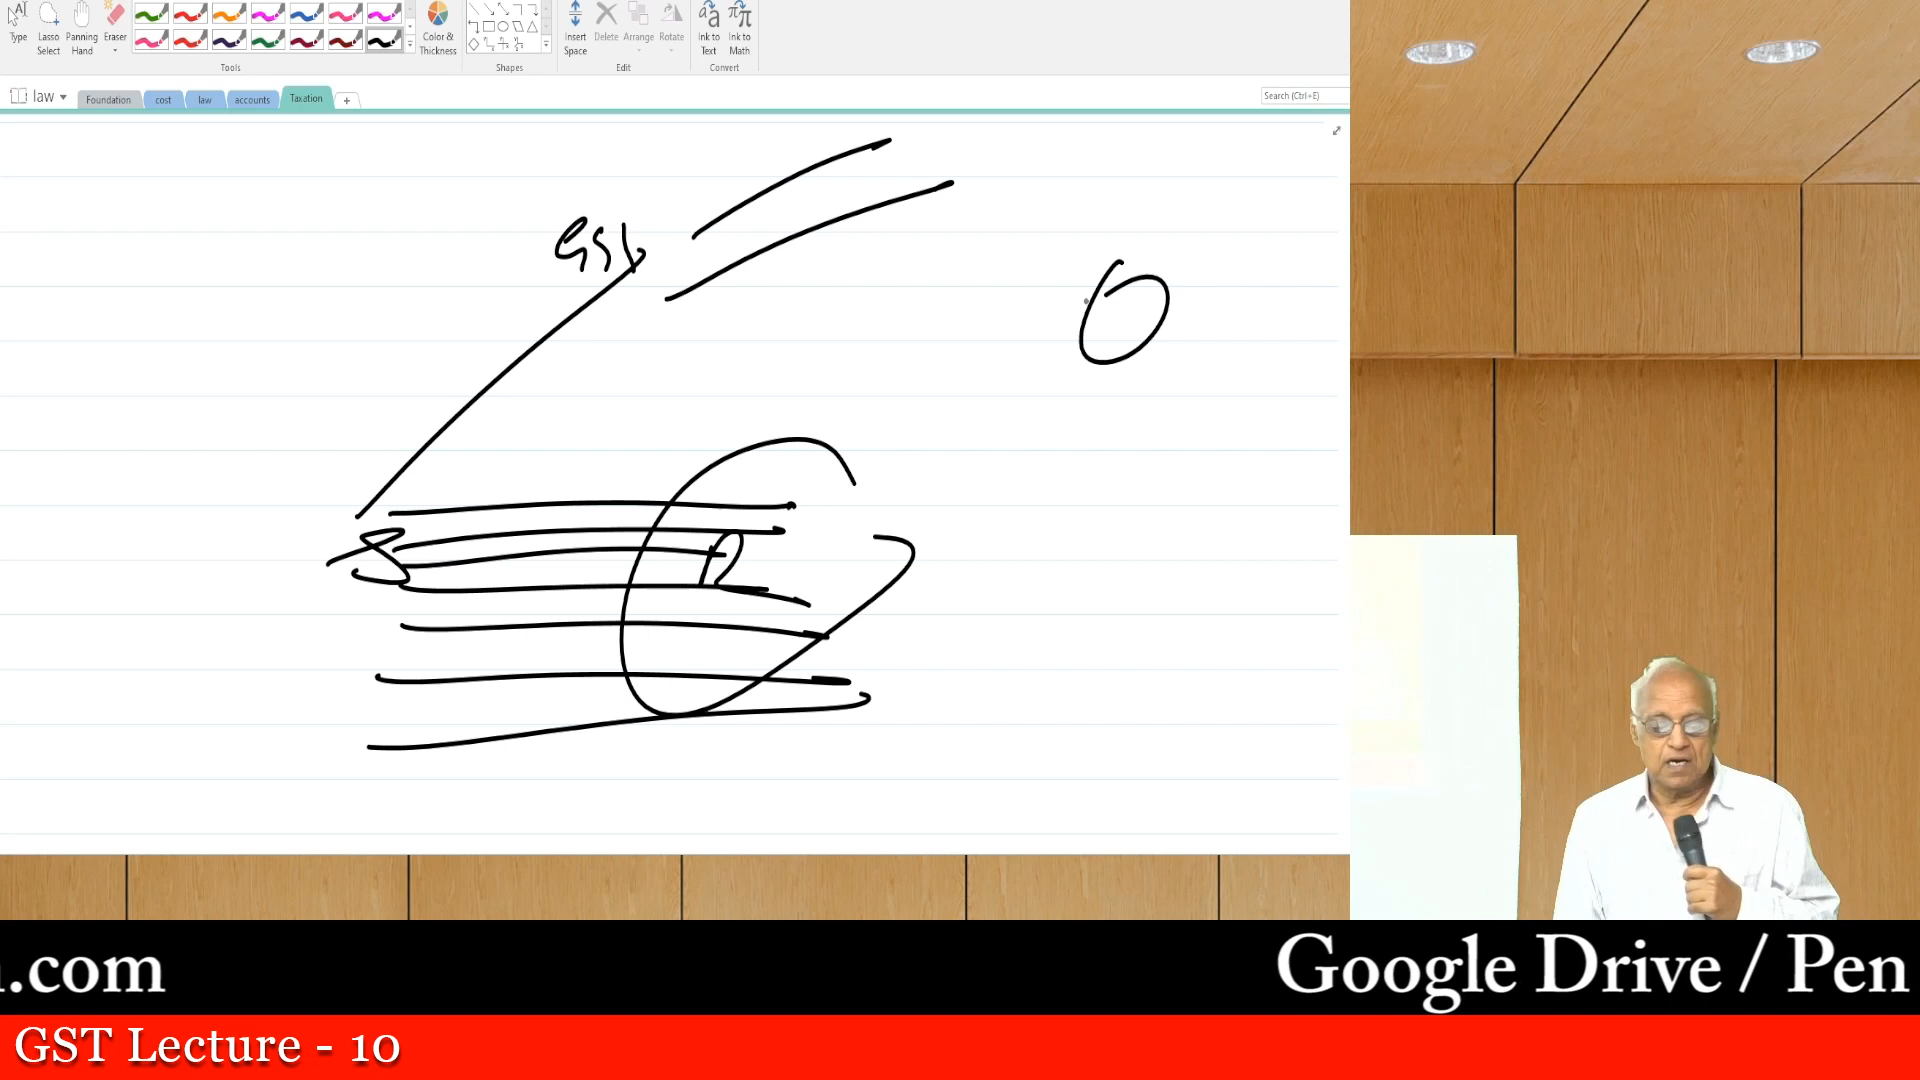 Type
Lasso Select
Panning Hand
Eraser
Color & Thickness
Insert Space
Delete
Arrange
Rotate
Ink to Text
Ink to Math
Tools
Shapes
Edit
Convert
law
Foundation
cost
law
accounts
Taxation
Search (Ctrl+E)
GST
S
R
.com
Google Drive / Pen
GST Lecture - 10